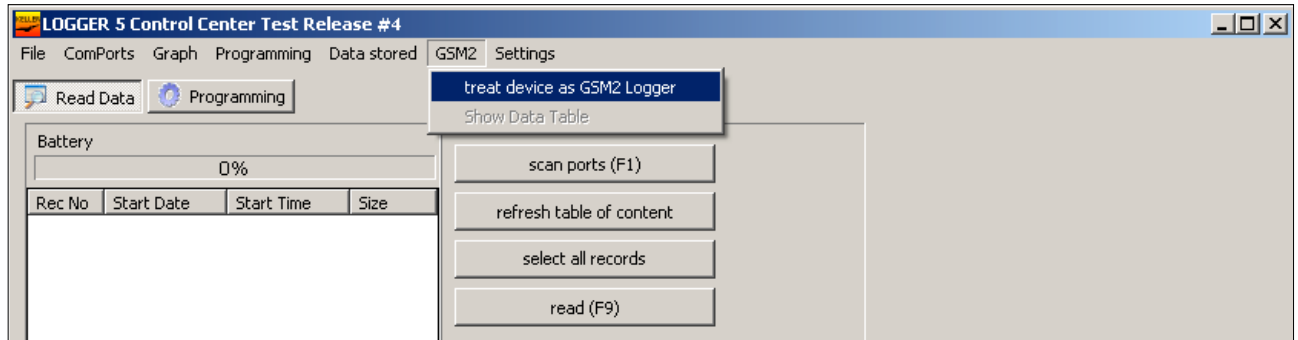 KELLER LOGGER 5 Control Center Test Release #4
File ComPorts Graph Programming Data stored GSM2 Settings
Read Data Programming
treat device as GSM2 Logger
Show Data Table
Battery
0%
scan ports (F1)
Rec No Start Date Start Time Size
refresh table of content
select all records
read (F9)